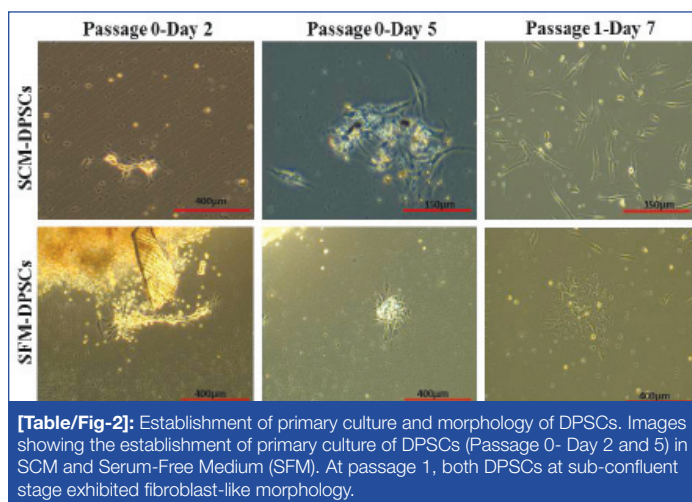 Passage 0-Day 2 Passage 0-Day 5 Passage 1-Day 7
SCM-DPSCs
400µm 150µm 150µm
SFM-DPSCs
400µm 400µm 400µm
[Table/Fig-2]: Establishment of primary culture and morphology of DPSCs. Images
showing the establishment of primary culture of DPSCs (Passage 0- Day 2 and 5) in
SCM and Serum-Free Medium (SFM). At passage 1, both DPSCs at sub-confluent
stage exhibited fibroblast-like morphology.